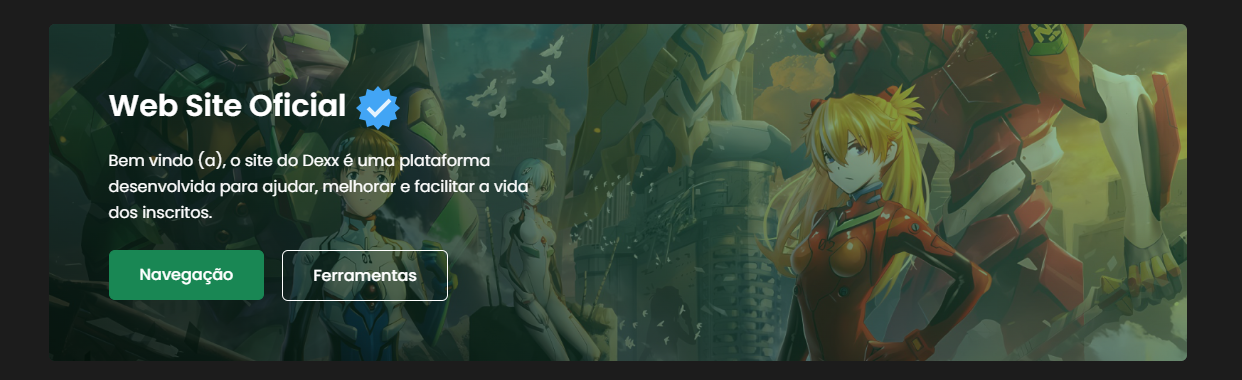 Web Site Oficial
Bem vindo (a), o site do Dexx é uma plataforma
desenvolvida para ajudar, melhorar e facilitar a vida
dos inscritos.
Navegação
Ferramentas